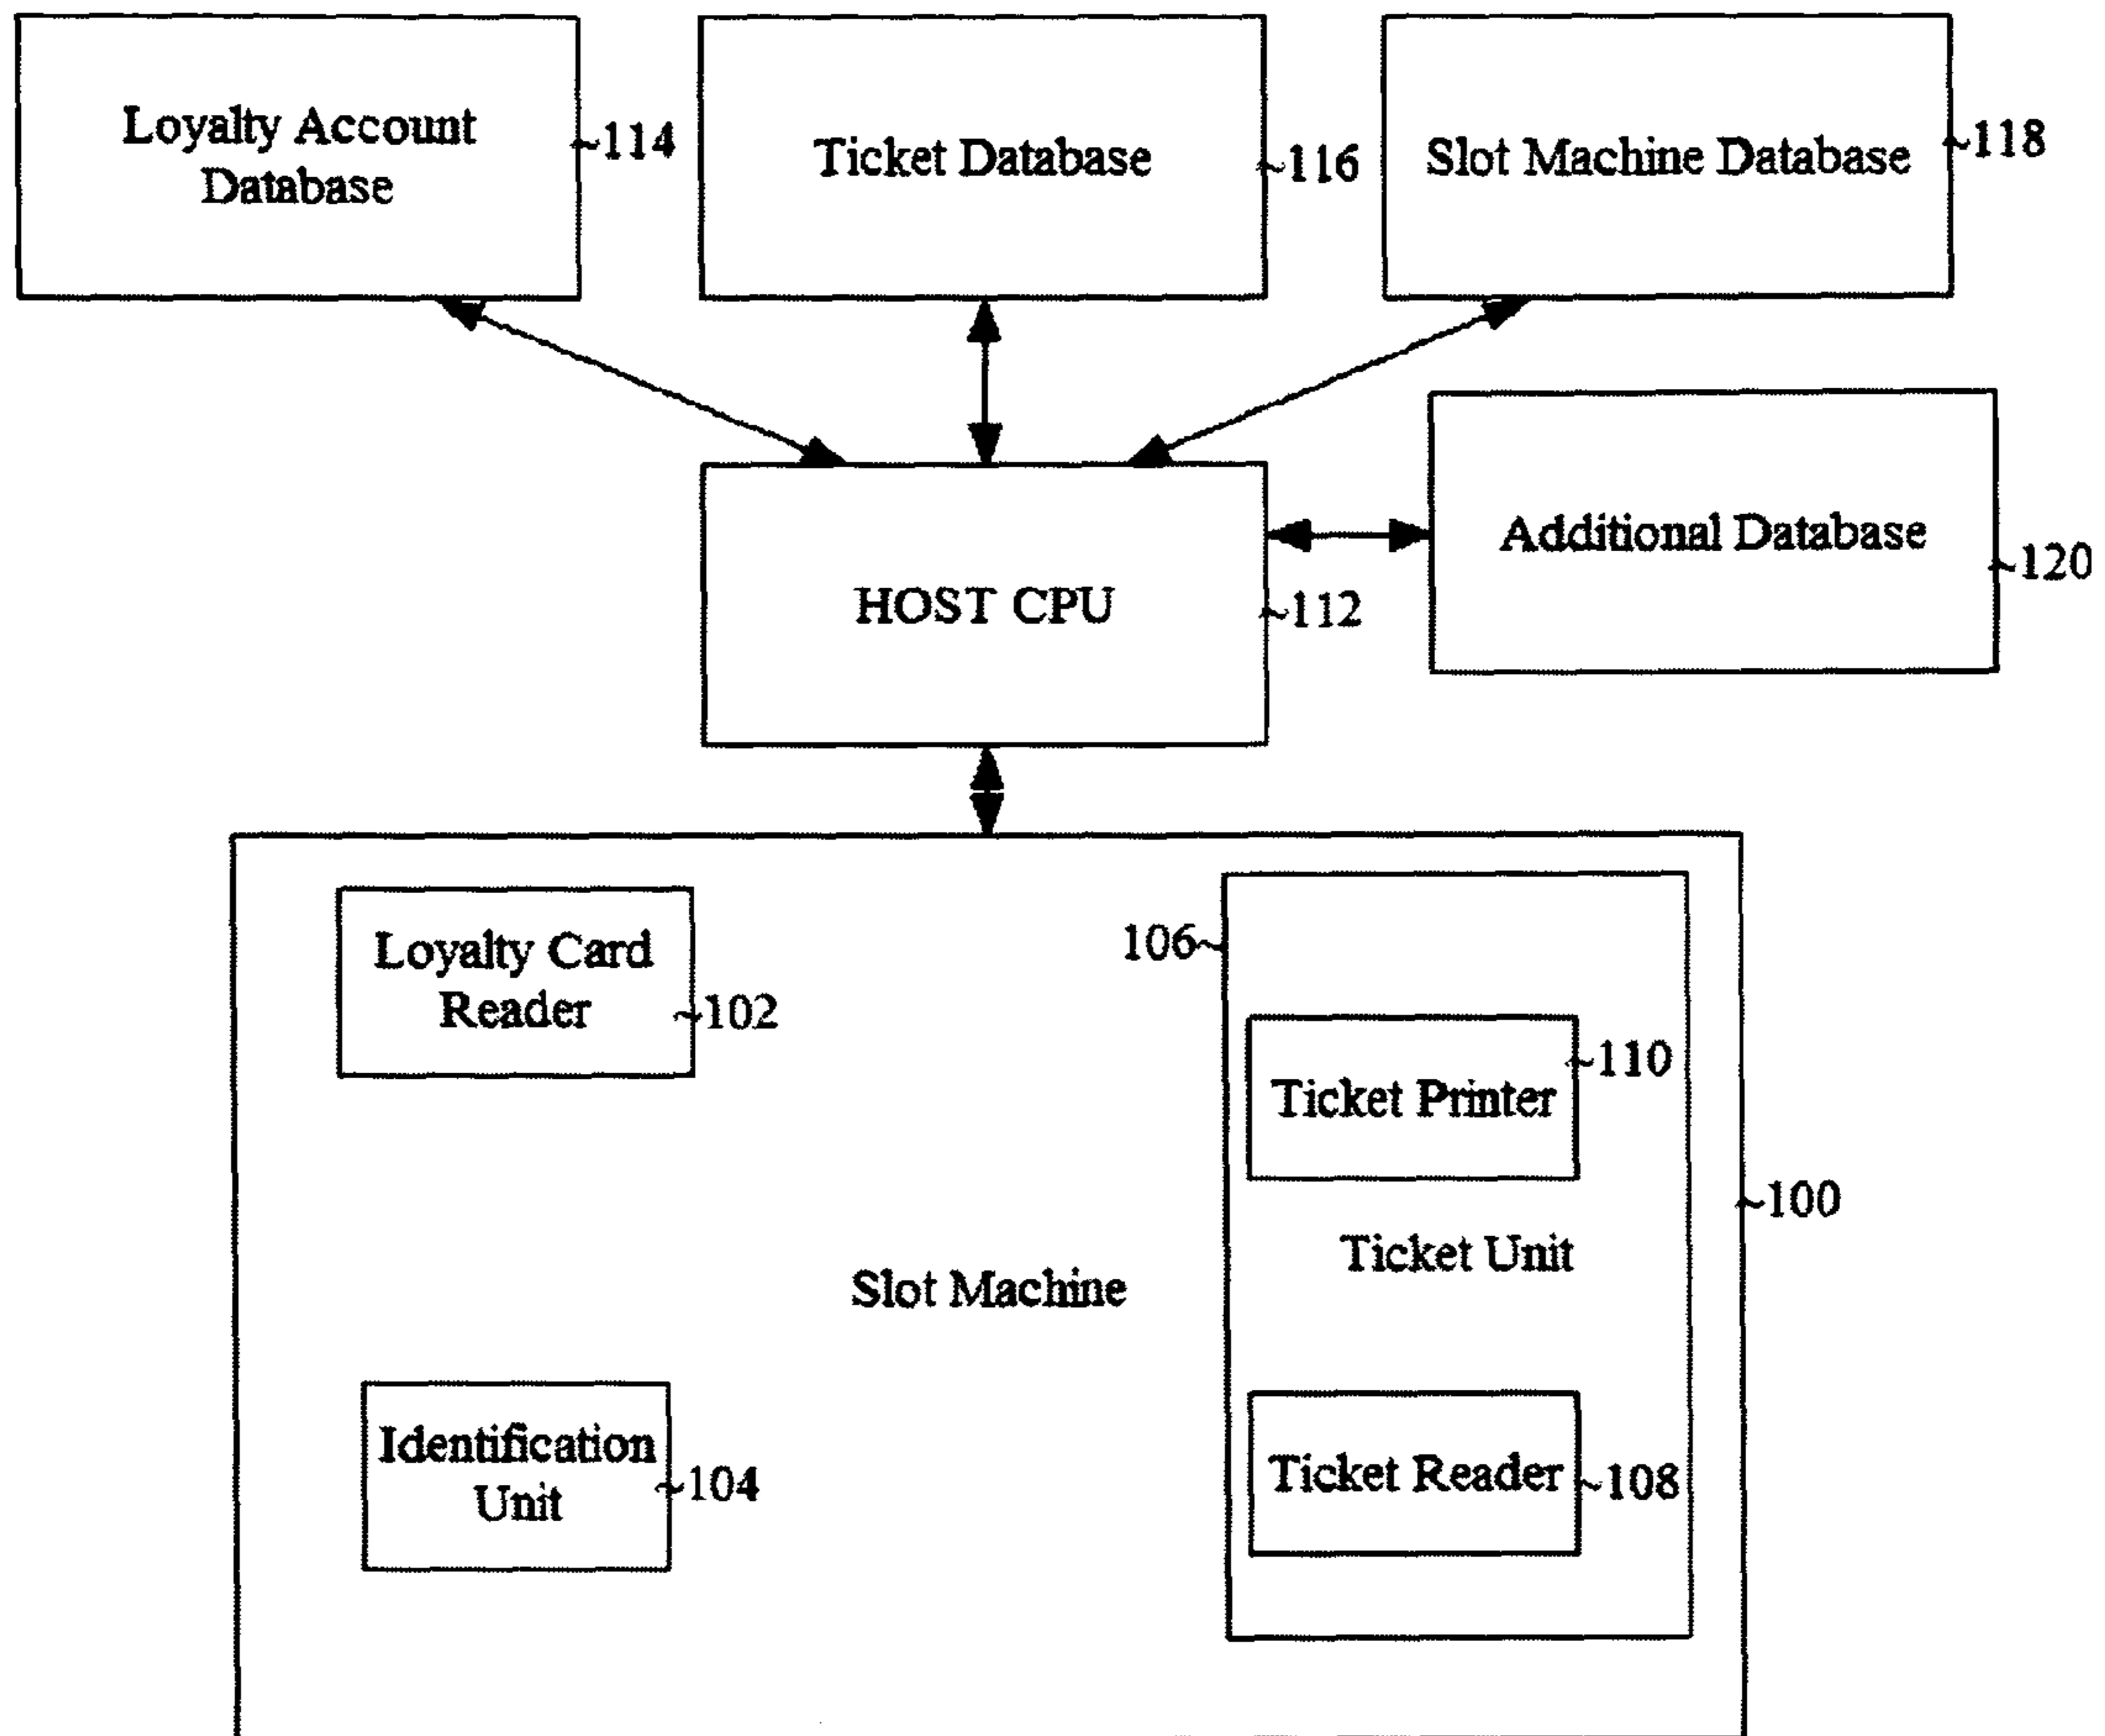 Loyalty Account
Database
~114
Ticket Database
~116
Slot Machine Database
~118
HOST CPU
~112
Additional Database
~120
Loyalty Card
Reader
~102
106~
Ticket Printer
~110
Ticket Unit
~100
Slot Machine
Identification
Unit
~104
Ticket Reader
~108